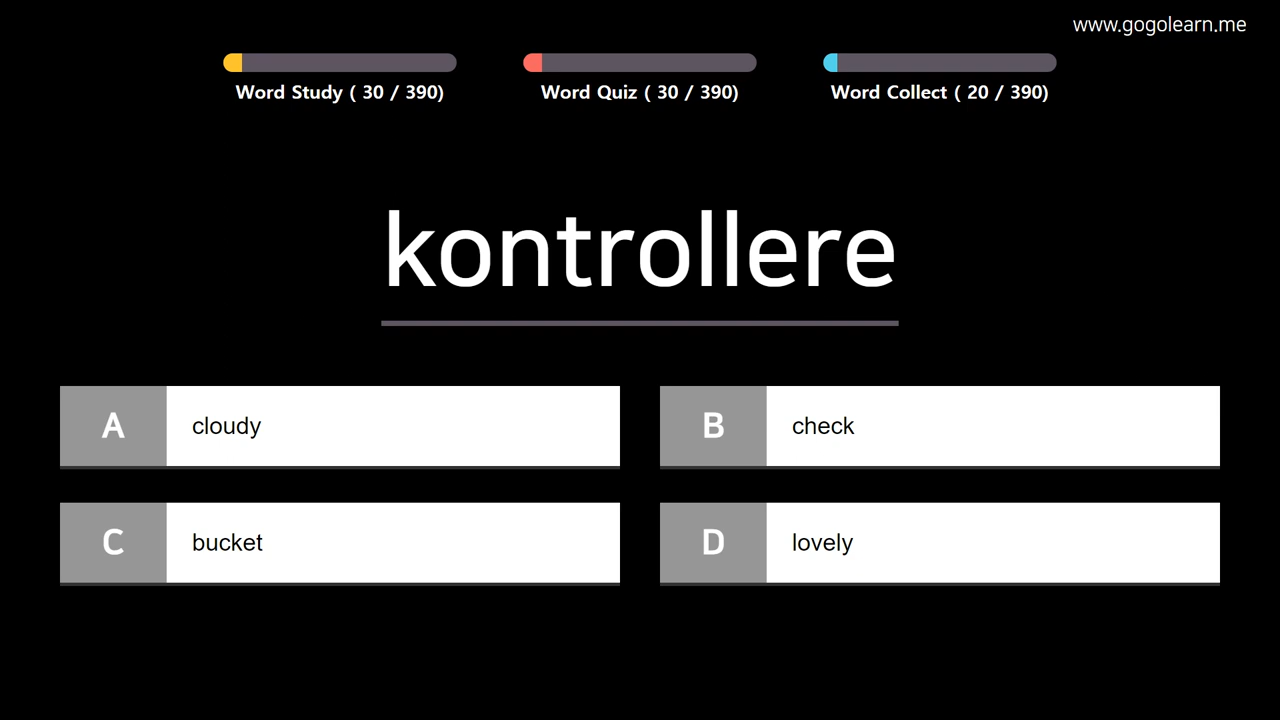 www.gogolearn.me
Word Study ( 30 / 390)
Word Quiz ( 30 / 390)
Word Collect ( 20 / 390)
kontrollere
A cloudy
B check
C bucket
D lovely